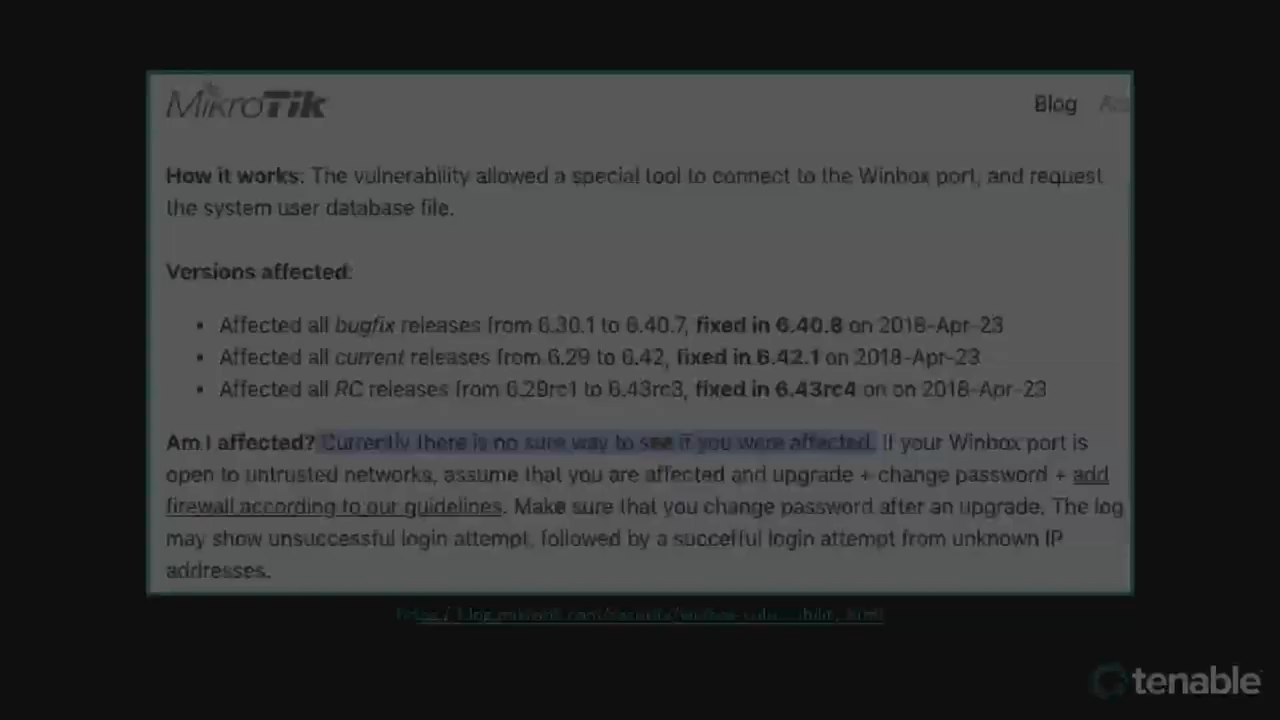 MikroTik
Blog
How it works: The vulnerability allowed a special tool to connect to the Winbox port, and request
the system user database file.
Versions affected:
• Affected all bugfix releases from 6.30.1 to 6.40.7, fixed in 6.40.8 on 2018-Apr-23
• Affected all current releases from 6.29 to 6.42, fixed in 6.42.1 on 2018-Apr-23
• Affected all RC releases from 6.29rc1 to 6.43rc3, fixed in 6.43rc4 on on 2018-Apr-23
Am I affected? Currently there is no sure way to see if you were affected. If your Winbox port is
open to untrusted networks, assume that you are affected and upgrade + change password + add
firewall according to our guidelines. Make sure that you change password after an upgrade. The log
may show unsuccessful login attempt, followed by a succefful login attempt from unknown IP
addresses.
tenable